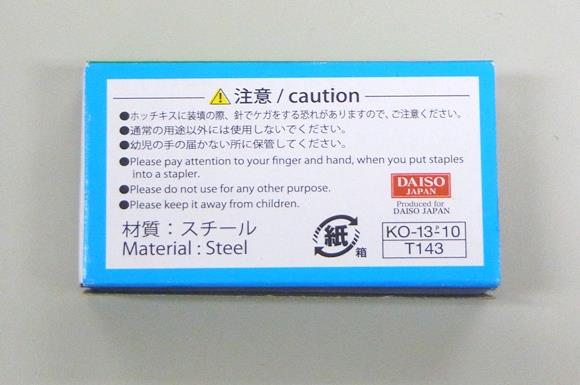 注意 / caution
●ホッチキスに装填の際、針でケガをする恐れがありますので、ご注意ください。
●通常の用途以外には使用しないでください。
●幼児の手の届かない所に保管してください。
●Please pay attention to your finger and hand, when you put staples
into a stapler.
●Please do not use for any other purpose.
●Please keep it away from children.
DAISO
JAPAN
Produced for
DAISO JAPAN
材質：スチール
Material : Steel
紙
箱
KO-13ｱ10
T143